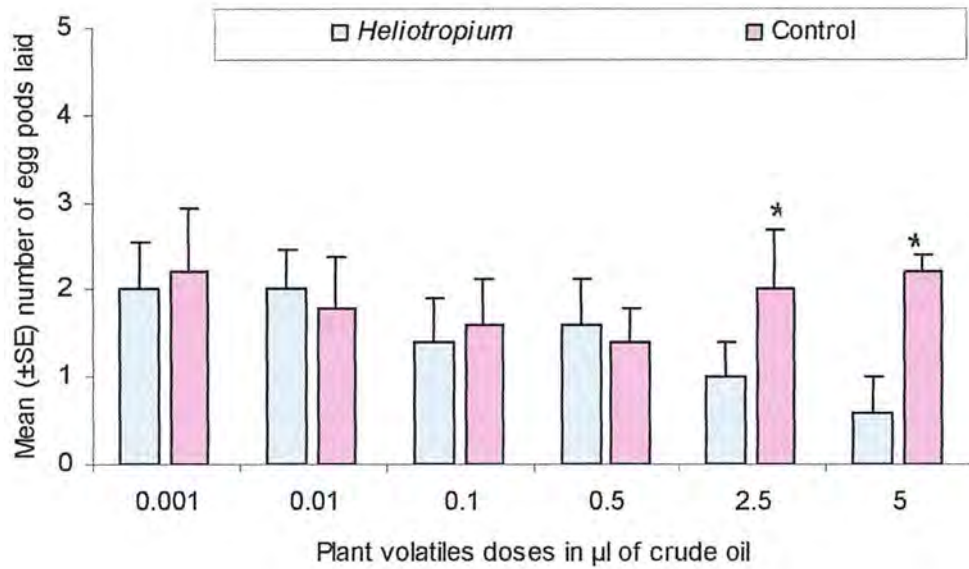 Heliotropium Control
Mean (±SE) number of egg pods laid
5
4
3
2
1
0
* *
0.001 0.01 0.1 0.5 2.5 5
Plant volatiles doses in µl of crude oil